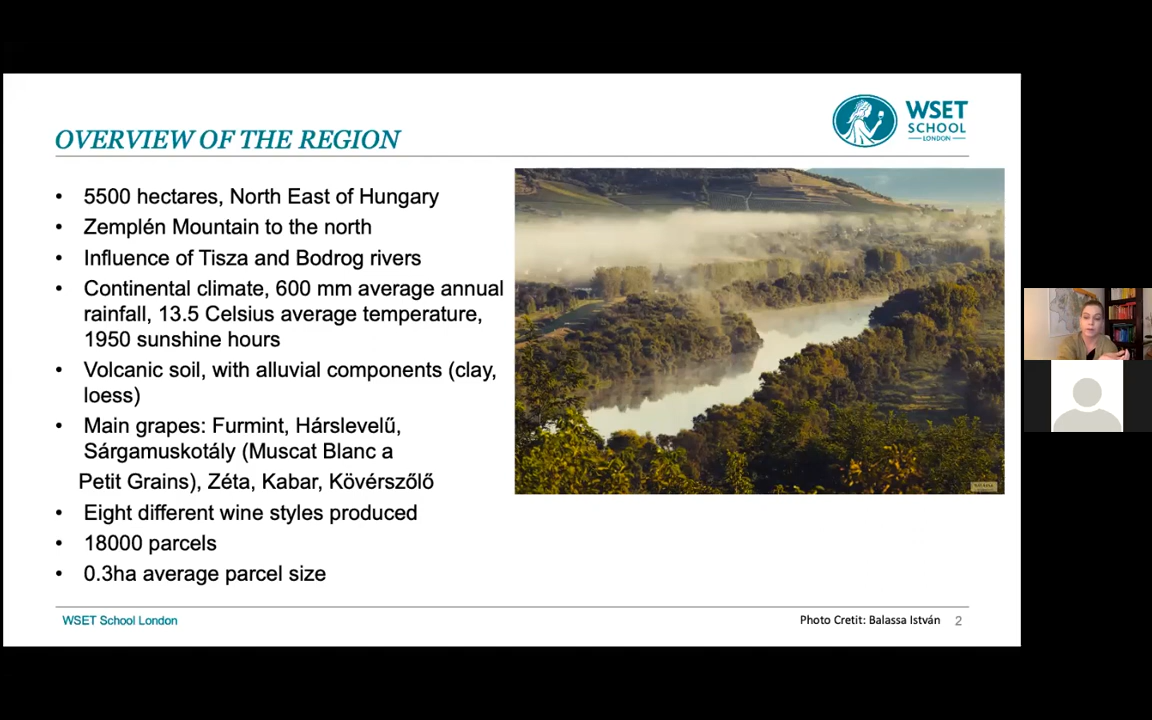 WSET
SCHOOL
LONDON
OVERVIEW OF THE REGION
• 5500 hectares, North East of Hungary
• Zemplén Mountain to the north
• Influence of Tisza and Bodrog rivers
• Continental climate, 600 mm average annual
rainfall, 13.5 Celsius average temperature,
1950 sunshine hours
• Volcanic soil, with alluvial components (clay,
loess)
• Main grapes: Furmint, Hárslevelű,
Sárgamuskotály (Muscat Blanc a
Petit Grains), Zéta, Kabar, Kövérszőlő
• Eight different wine styles produced
• 18000 parcels
• 0.3ha average parcel size
WSET School London
Photo Cretit: Balassa István 2